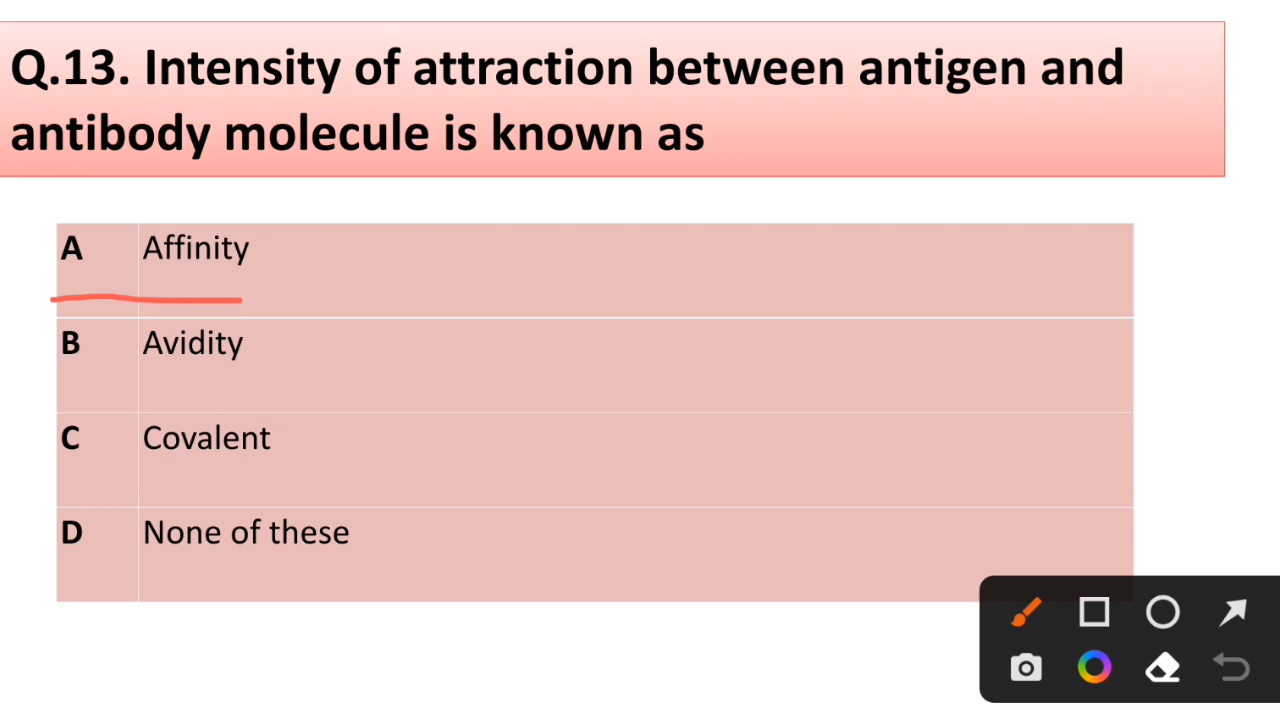 Q.13. Intensity of attraction between antigen and
antibody molecule is known as
A Affinity
B Avidity
C Covalent
D None of these